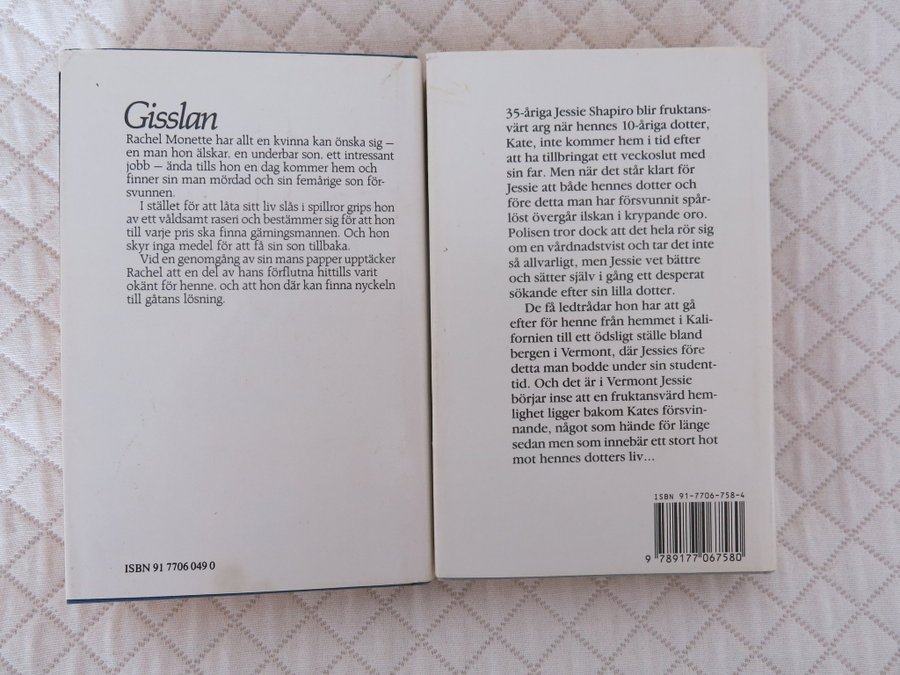 Gisslan
Rachel Monette har allt en kvinna kan önska sig —
en man hon älskar, en underbar son, ett intressant
jobb — ända tills hon en dag kommer hem och
finner sin man mördad och sin femårige son för-
svunnen.
I stället för att låta sitt liv slås i spillror grips hon
av ett våldsamt raseri och bestämmer sig för att hon
till varje pris ska finna gärningsmannen. Och hon
skyr inga medel för att få sin son tillbaka.
Vid en genomgång av sin mans papper upptäcker
Rachel att en del av hans förflutna hittills varit
okänt för henne. och att hon där kan finna nyckeln
till gåtans lösning.
ISBN 91 7706 049 0
35-åriga Jessie Shapiro blir fruktans-
värt arg när hennes 10-åriga dotter,
Kate, inte kommer hem i tid efter
att ha tillbringat ett veckoslut med
sin far. Men när det står klart för
Jessie att både hennes dotter och
före detta man har försvunnit spår-
löst övergår ilskan i krypande oro.
Polisen tror dock att det hela rör sig
om en vårdnadstvist och tar det inte
så allvarligt, men Jessie vet bättre
och sätter själv i gång ett desperat
sökande efter sin lilla dotter.
De få ledtrådar hon har att gå
efter för henne från hemmet i Kali-
fornien till ett ödsligt ställe bland
bergen i Vermont, där Jessies före
detta man bodde under sin student-
tid. Och det är i Vermont Jessie
börjar inse att en fruktansvärd hem-
lighet ligger bakom Kates försvin-
nande, något som hände för länge
sedan men som innebär ett stort hot
mot hennes dotters liv...
ISBN 91-7706-758-4
9 789177 067580